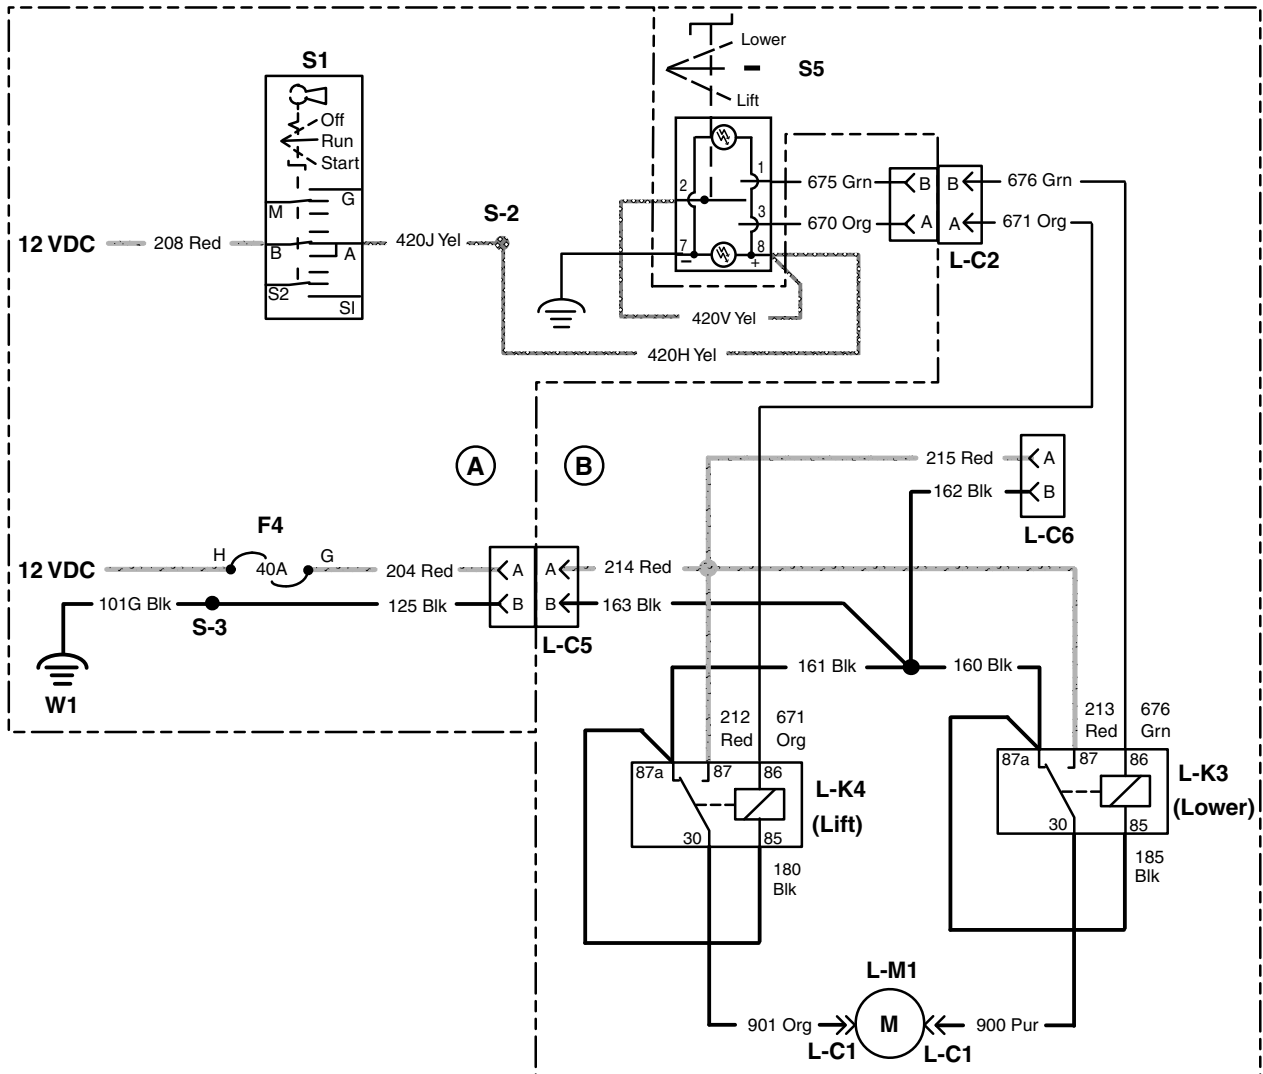 S1
Off
Run
Start
M
G
B
A
S2
SI
12 VDC
208 Red
420J Yel
S-2
Lower
S5
Lift
1
2
3
7
8
–
+
675 Grn
670 Org
B
A
B
A
676 Grn
671 Org
L-C2
420V Yel
420H Yel
A
B
215 Red
162 Blk
A
B
L-C6
F4
H
G
40A
12 VDC
204 Red
A
A
214 Red
101G Blk
S-3
125 Blk
B
B
163 Blk
L-C5
W1
161 Blk
160 Blk
212
Red
671
Org
213
Red
676
Grn
87a
87
86
30
85
L-K4
(Lift)
180
Blk
87a
87
86
30
85
L-K3
(Lower)
185
Blk
L-M1
901 Org
M
900 Pur
L-C1
L-C1